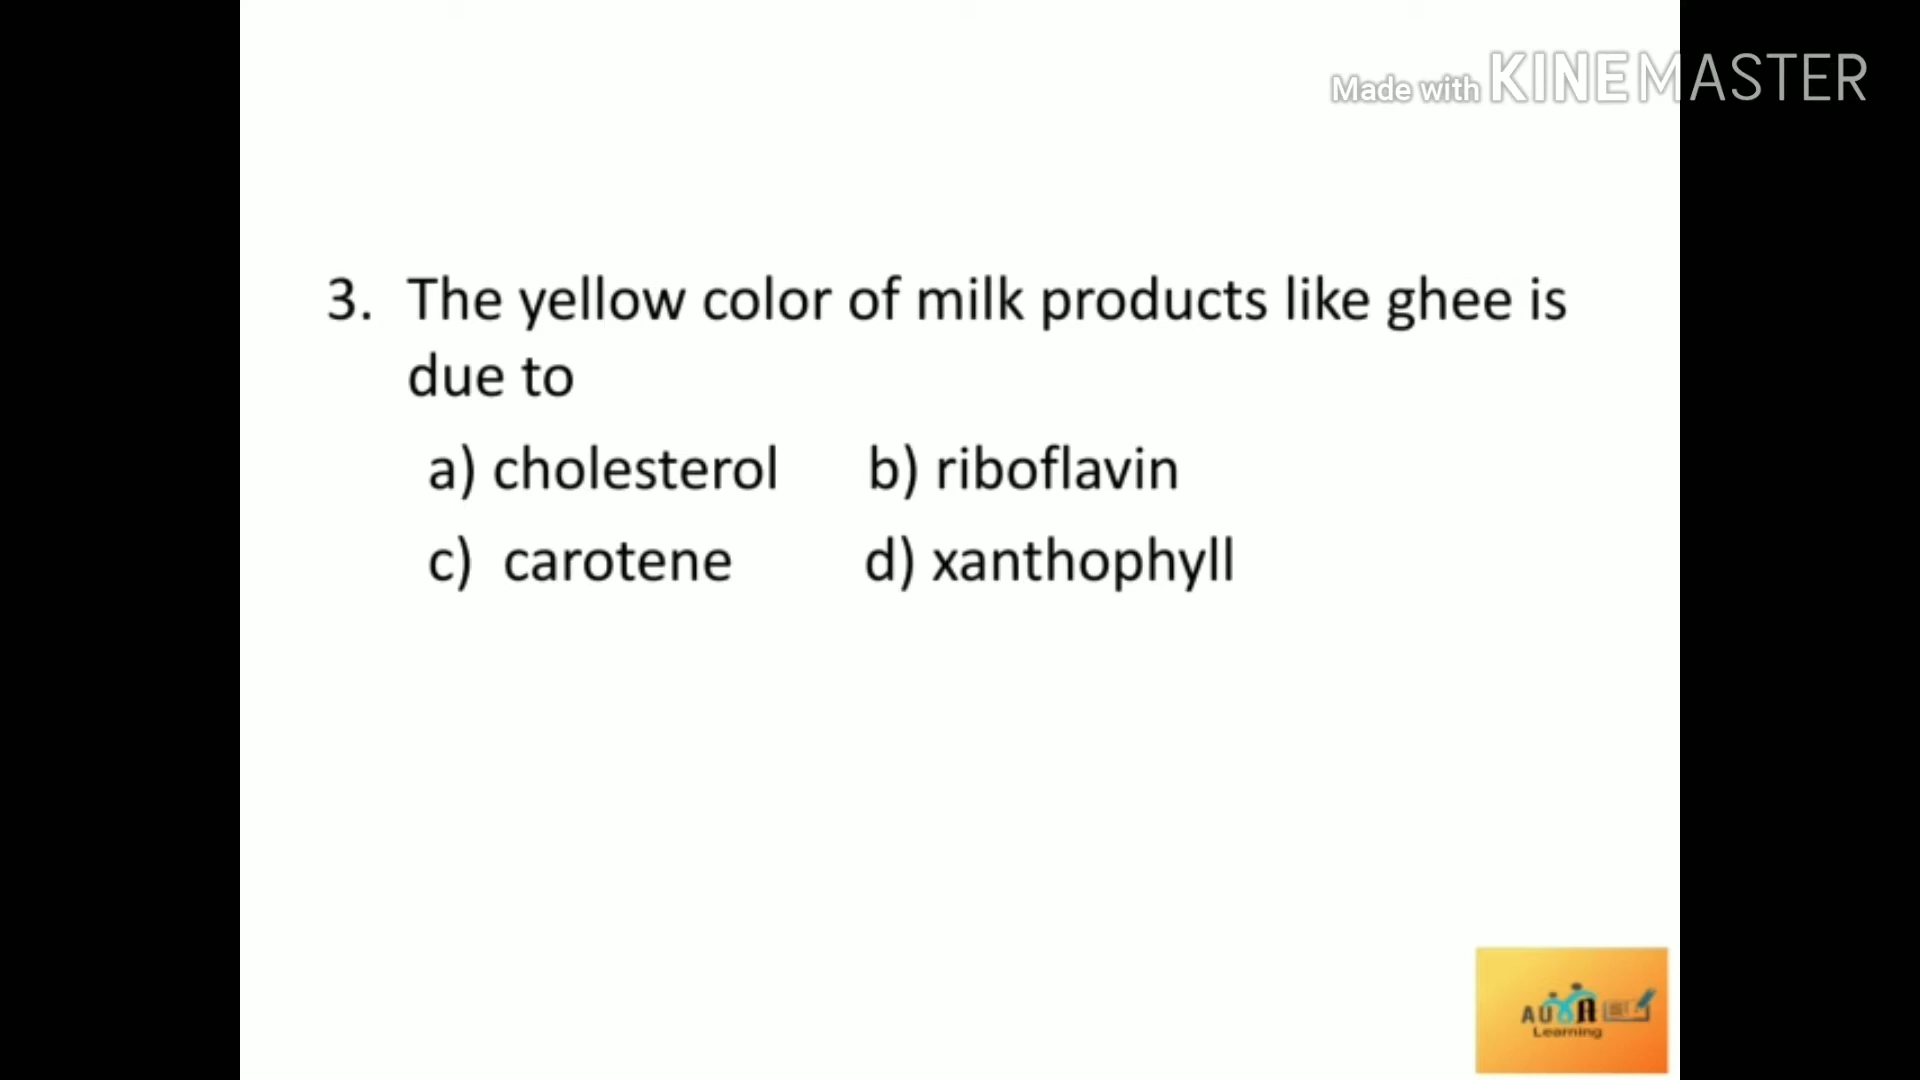 Made with KINEMASTER
3. The yellow color of milk products like ghee is
due to
a) cholesterol b) riboflavin
c) carotene d) xanthophyll
Learning